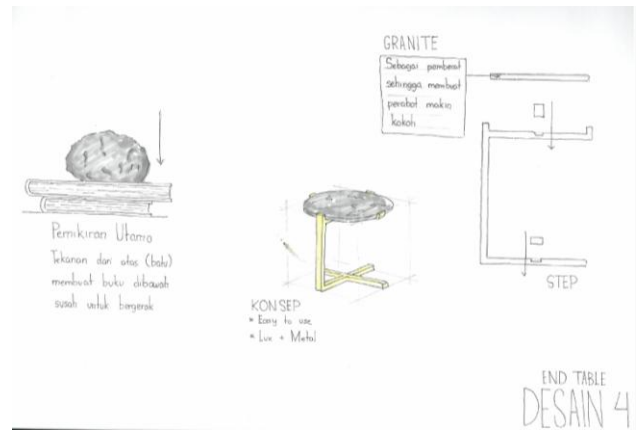 GRANITE
Sebagai pemberat
sehingga membuat
perabot makin
kokoh
Pemikiran Utama
Tekanan dari atas (batu)
membuat buku dibawah
susah untuk bergerak
KONSEP
* Easy to use
* Lux + Metal
STEP
END TABLE
DESAIN 4